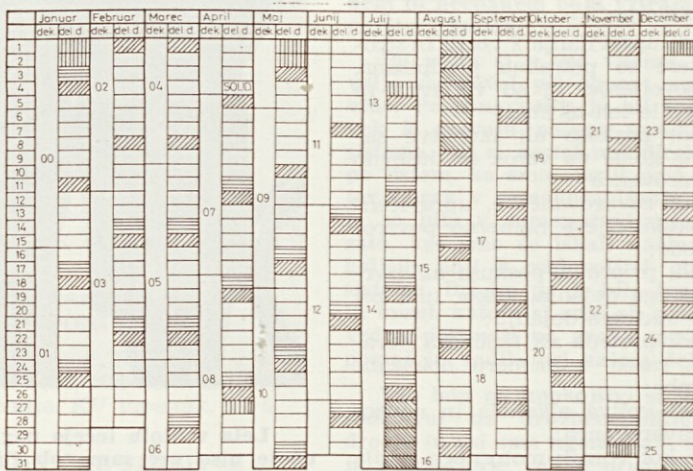 Januar Februar Marec April Maj Junij Julij Avgust September Oktober November December
dek. del.d. dek. del.d. dek. del.d. dek. del.d. dek. del.d. dek. del.d. dek. del.d. dek. del.d. dek. del.d. dek. del.d. dek. del.d. dek. del.d.
1
2
3
4 02 04 SOLID
5 13
6
7 21 23
8 11
9 00 19
10
11
12 09
13 07
14
15 17
16
17 15
18 03 05
19
20 12 14 22
21
22 24
23 01 20
24
25 08 18
26 10
27
28
29
30 06 25
31 16